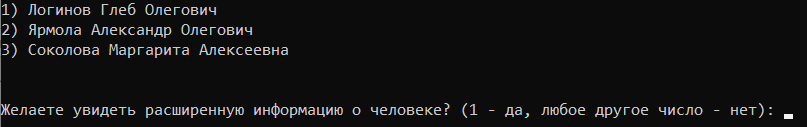 1) Логинов Глеб Олегович
2) Ярмола Александр Олегович
3) Соколова Маргарита Алексеевна
Желаете увидеть расширенную информацию о человеке? (1 - да, любое другое число - нет):